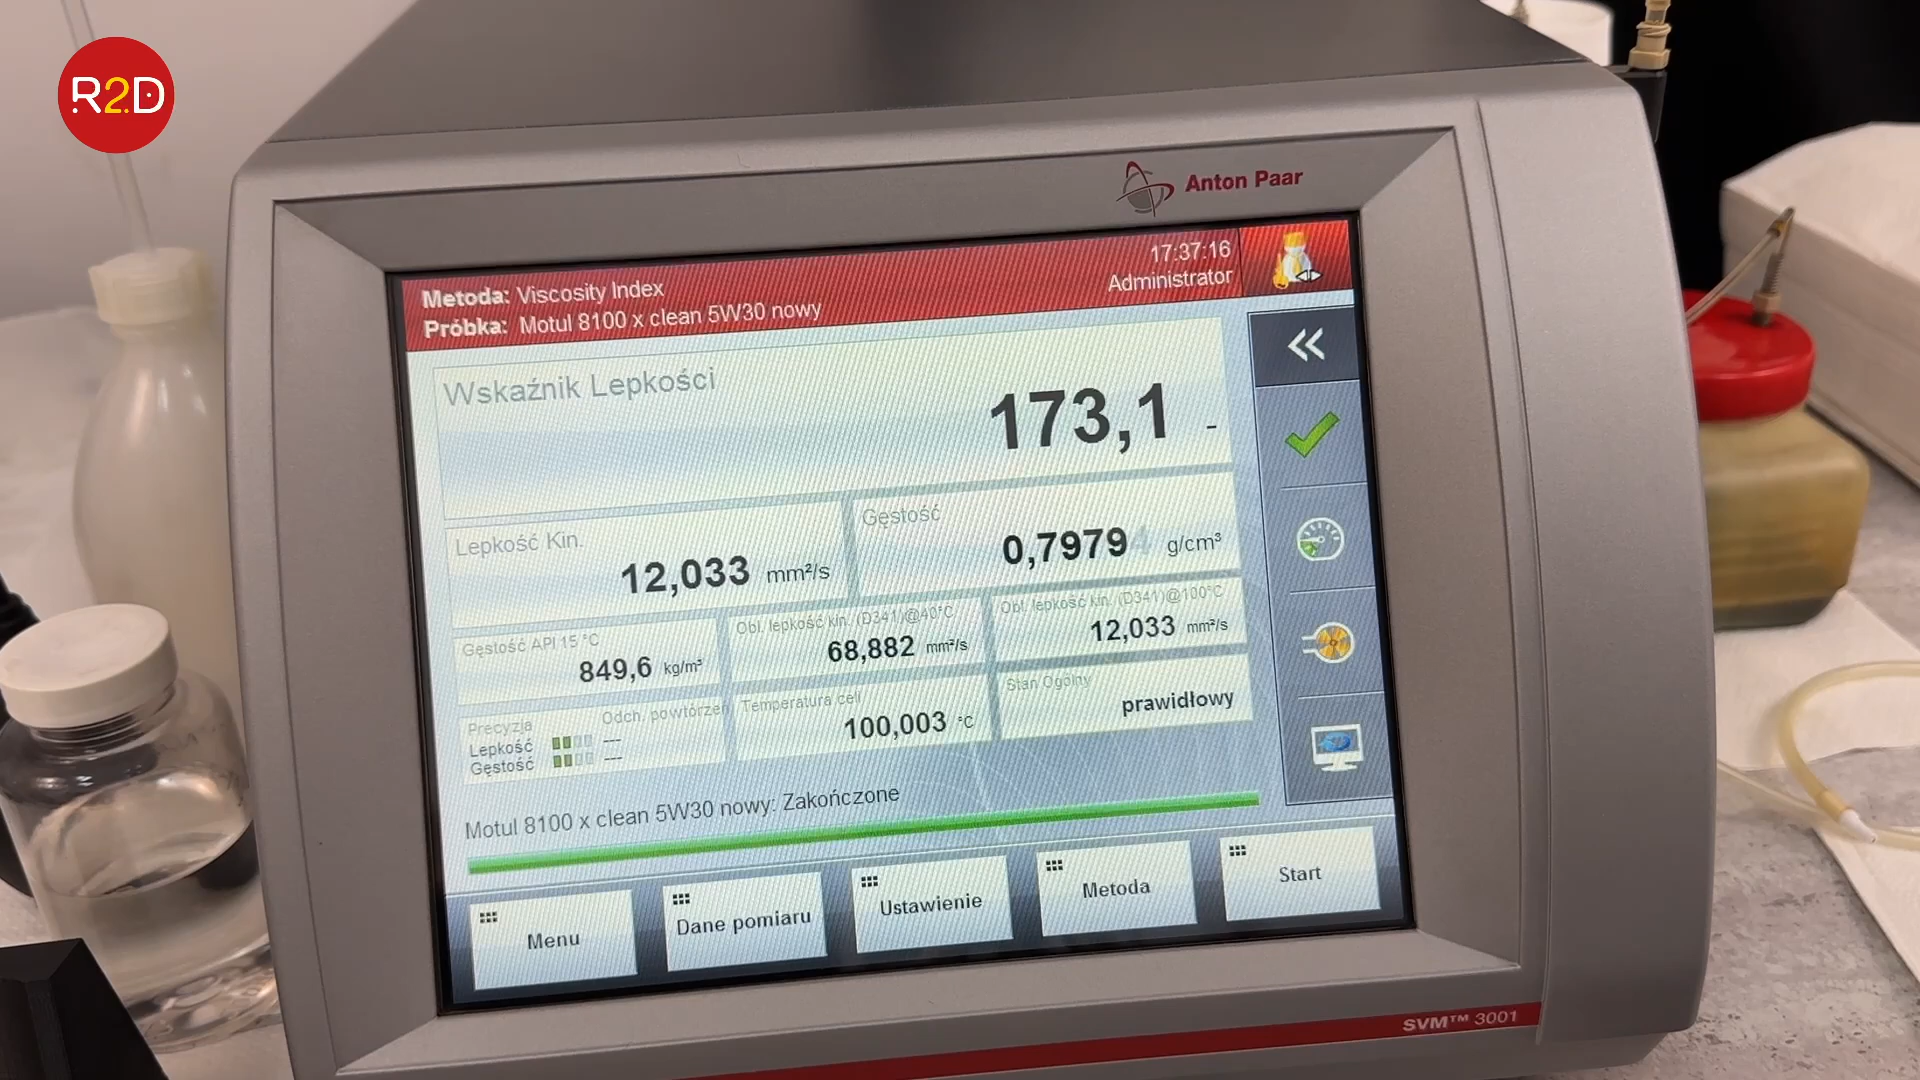 R2D
Anton Paar
17:37:16
Administrator
Metoda: Viscosity Index
Próbka: Motul 8100 x clean 5W30 nowy
Wskaźnik Lepkości
173,1 -
Lepkość Kin.
12,033 mm²/s
Gęstość
0,7979 g/cm³
Gęstość API 15 °C
849,6 kg/m³
Obl. lepkość kin. (D341)@40°C
68,882 mm²/s
Obl. lepkość kin. (D341)@100°C
12,033 mm²/s
Precyzja Odch. powtórzen
Lepkość ---
Gęstość ---
Temperatura celi
100,003 °C
Stan Ogólny
prawidłowy
Motul 8100 x clean 5W30 nowy: Zakończone
Menu
Dane pomiaru
Ustawienie
Metoda
Start
SVM™ 3001